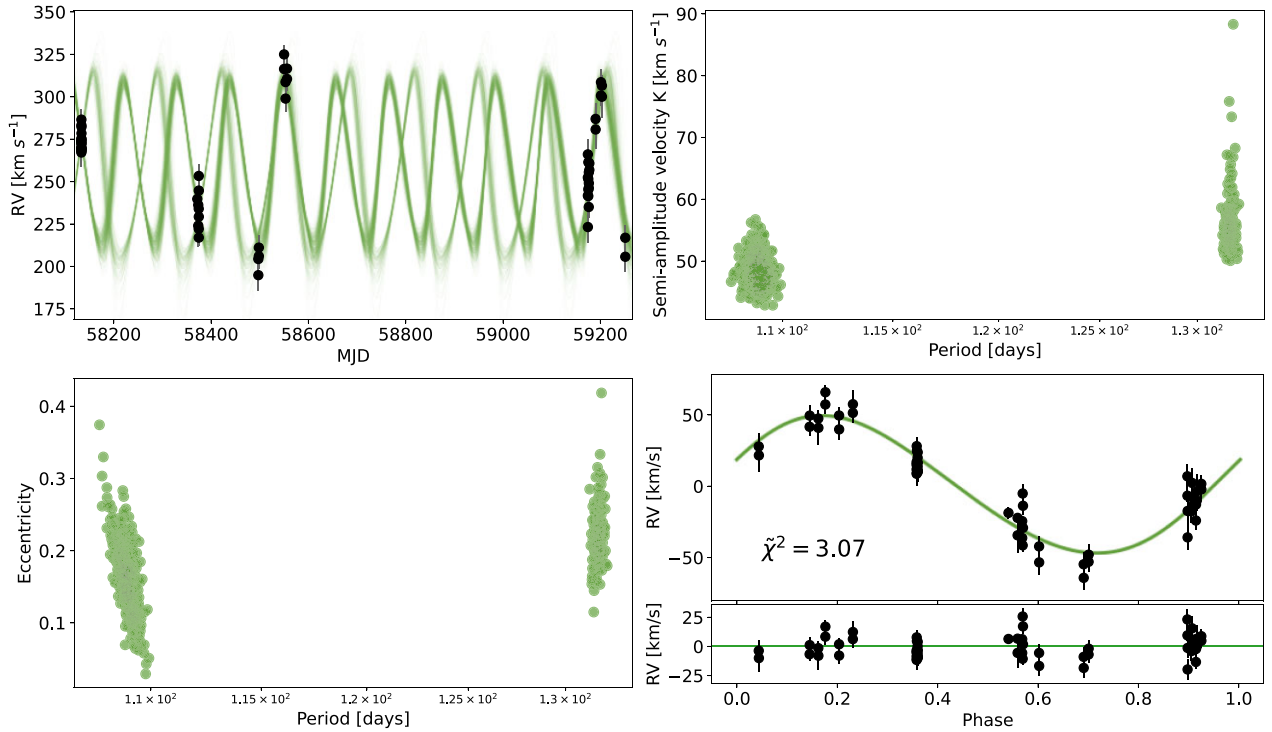 350
325
300
275
250
225
200
175
RV [km s⁻¹]
58200 58400 58600 58800 59000 59200
MJD
90
80
70
60
50
Semi-amplitude velocity K [km s⁻¹]
1.1 × 10² 1.15 × 10² 1.2 × 10² 1.25 × 10² 1.3 × 10²
Period [days]
0.4
0.3
0.2
0.1
Eccentricity
1.1 × 10² 1.15 × 10² 1.2 × 10² 1.25 × 10² 1.3 × 10²
Period [days]
50
0
−50
RV [km/s]
χ̃² = 3.07
25
0
−25
RV [km/s]
0.0 0.2 0.4 0.6 0.8 1.0
Phase